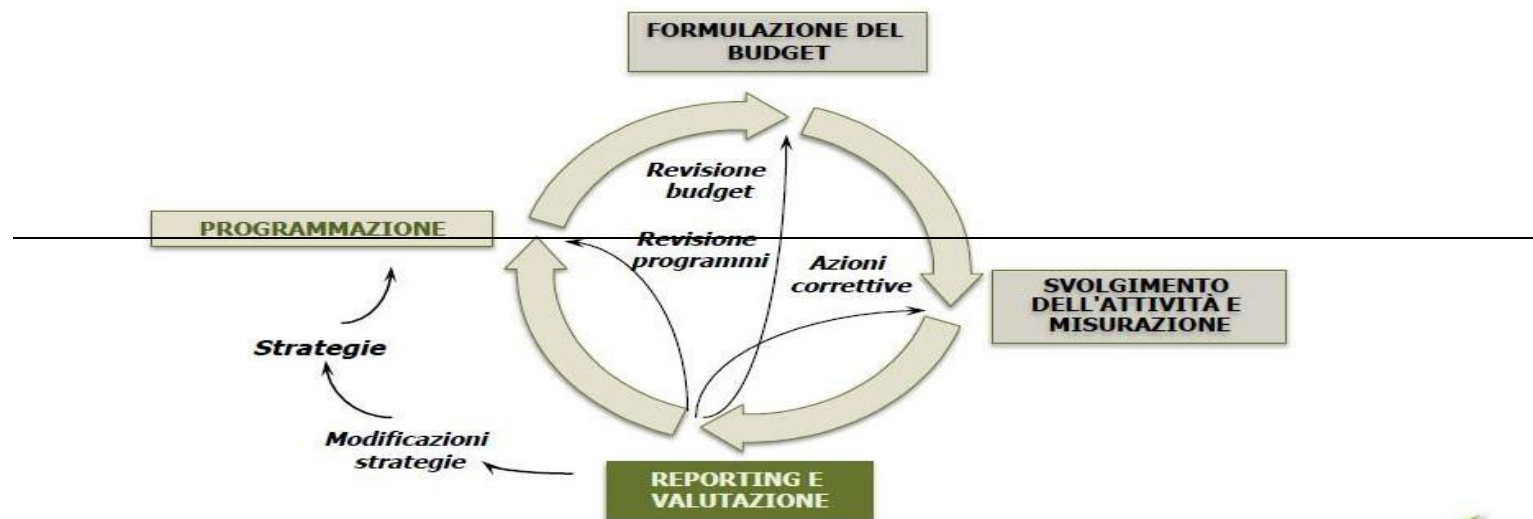 FORMULAZIONE DEL
BUDGET
Revisione
budget
PROGRAMMAZIONE
Revisione
programmi
Azioni
correttive
SVOLGIMENTO
DELL'ATTIVITÀ E
MISURAZIONE
Strategie
Modificazioni
strategie
REPORTING E
VALUTAZIONE